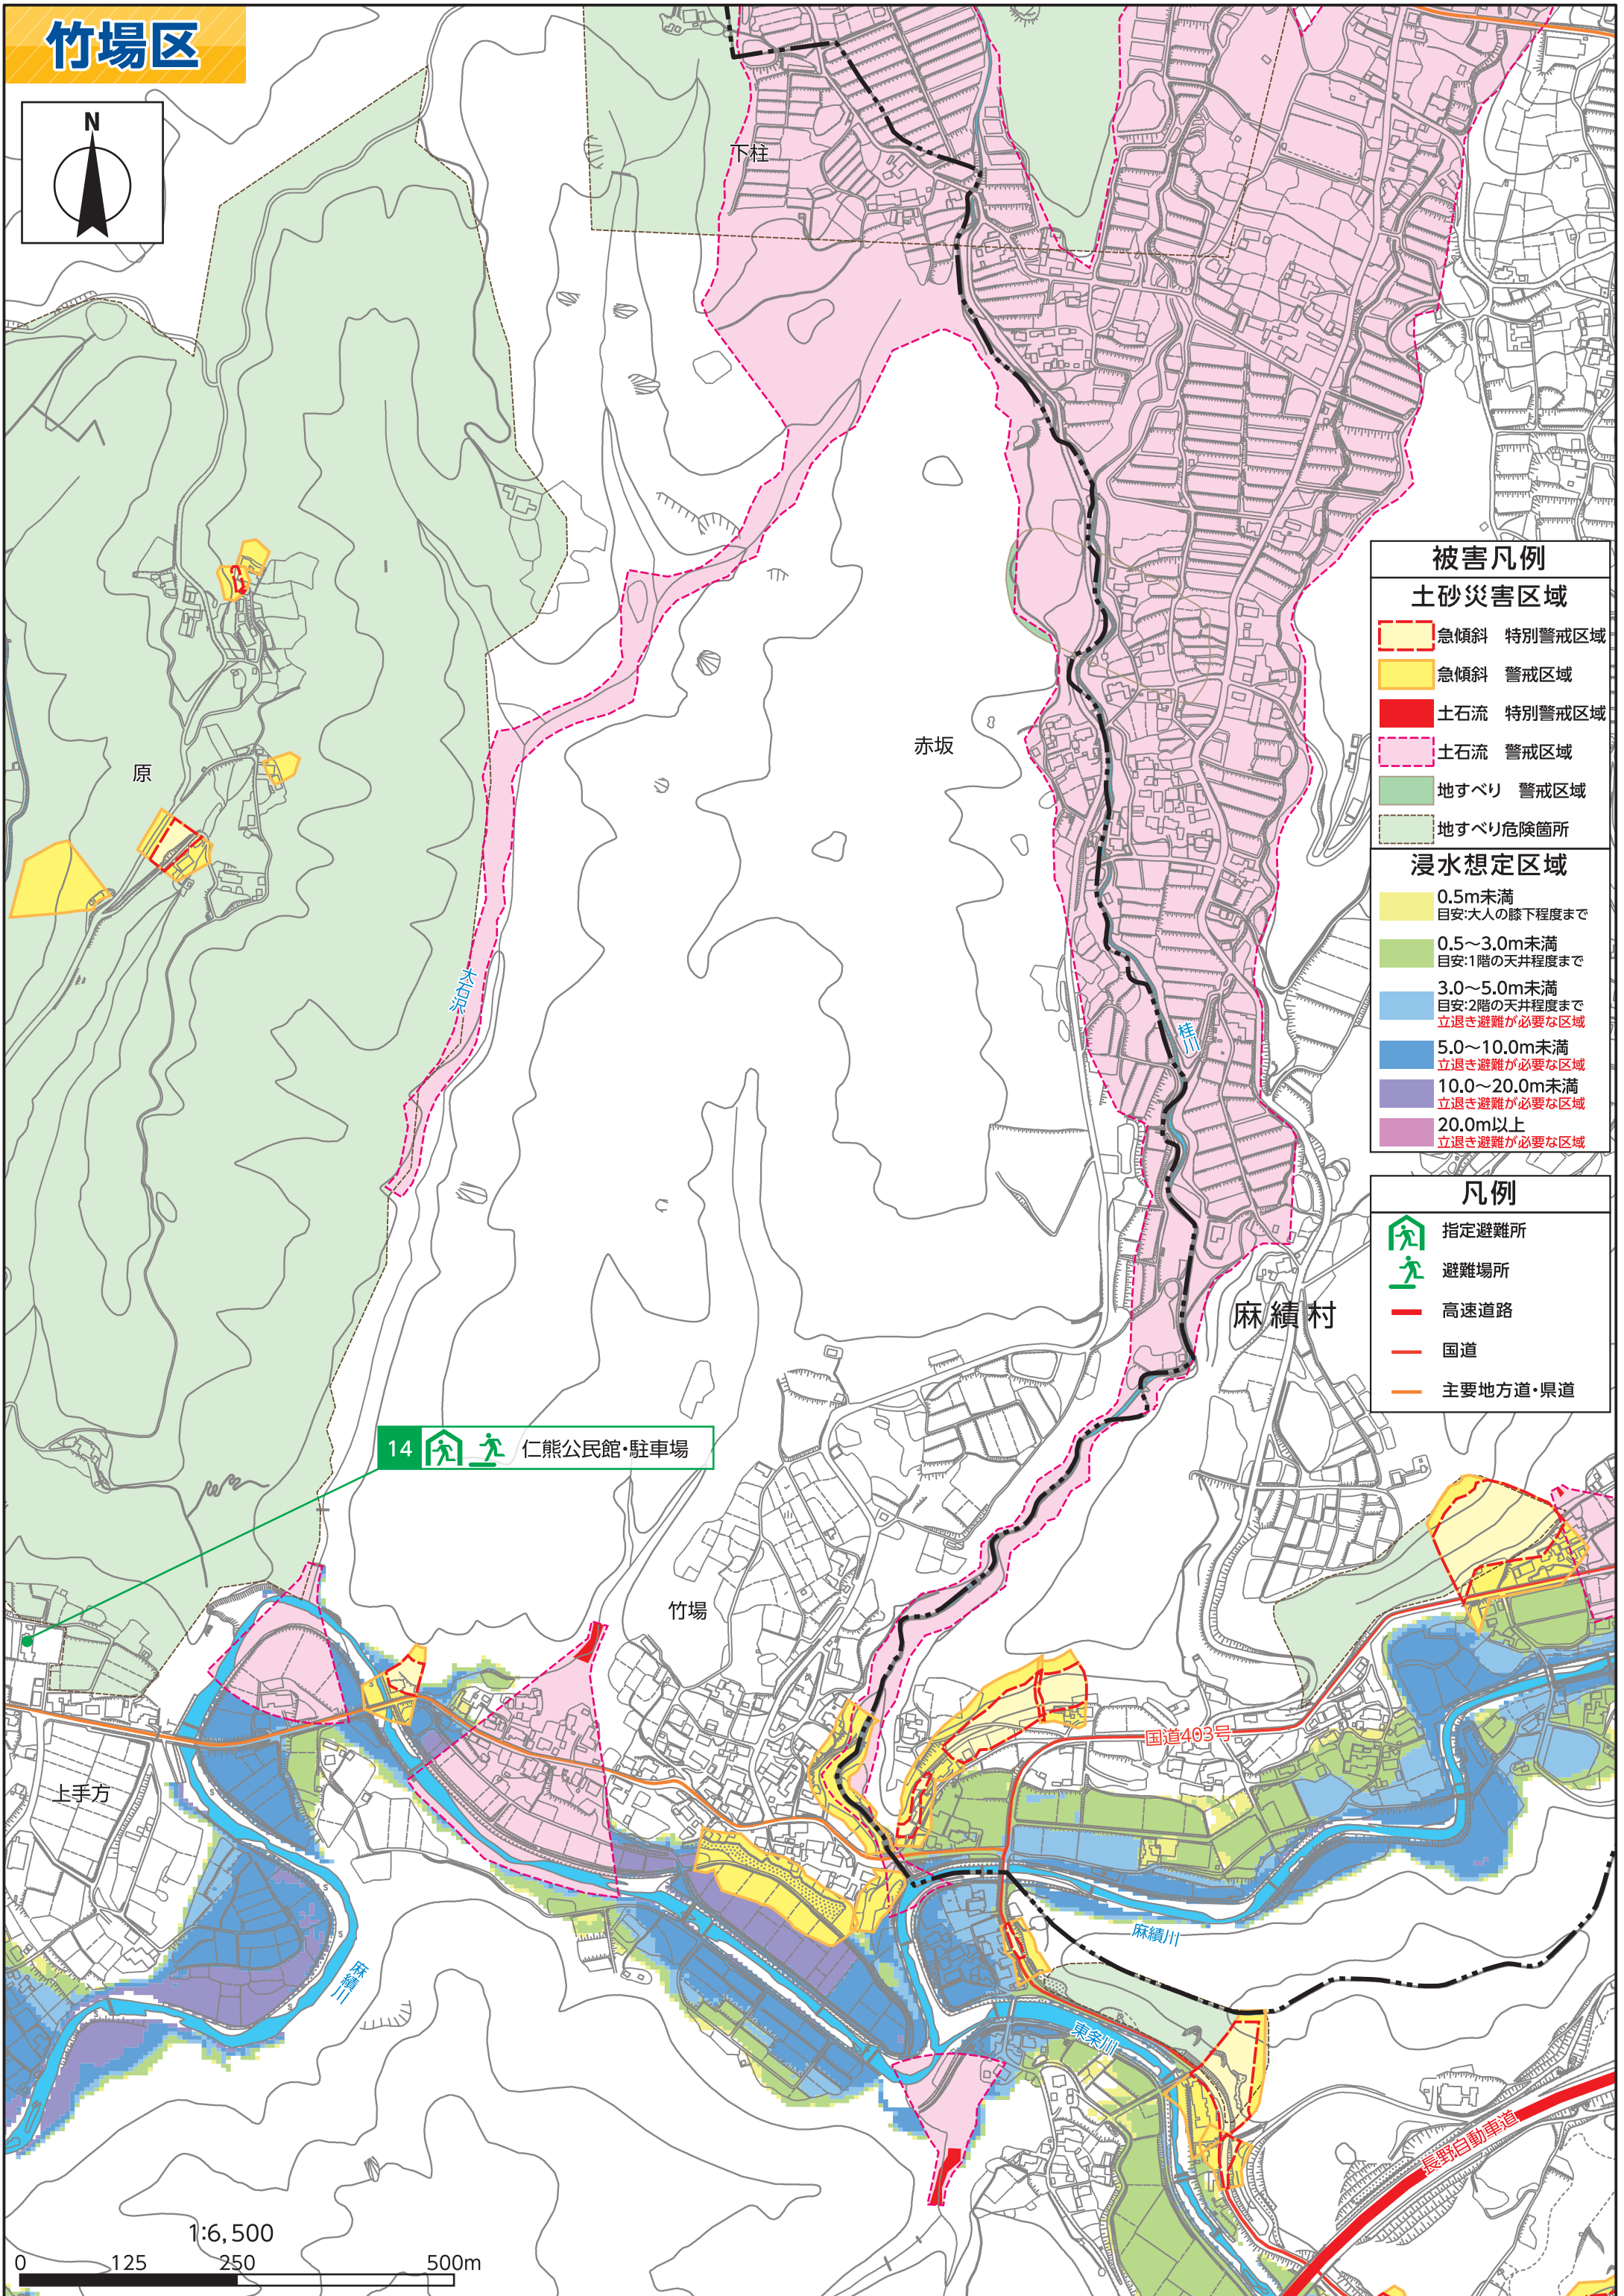 竹場区
N
下柱
原
赤坂
大石沢
桂川
麻績村
14 仁熊公民館・駐車場
竹場
国道403号
上手方
麻績川
麻績川
東条川
長野自動車道
1:6,500
0 125 250 500m
被害凡例
土砂災害区域
急傾斜 特別警戒区域
急傾斜 警戒区域
土石流 特別警戒区域
土石流 警戒区域
地すべり 警戒区域
地すべり危険箇所
浸水想定区域
0.5m未満
目安:大人の膝下程度まで
0.5〜3.0m未満
目安:1階の天井程度まで
3.0〜5.0m未満
目安:2階の天井程度まで
立退き避難が必要な区域
5.0〜10.0m未満
立退き避難が必要な区域
10.0〜20.0m未満
立退き避難が必要な区域
20.0m以上
立退き避難が必要な区域
凡例
指定避難所
避難場所
高速道路
国道
主要地方道・県道